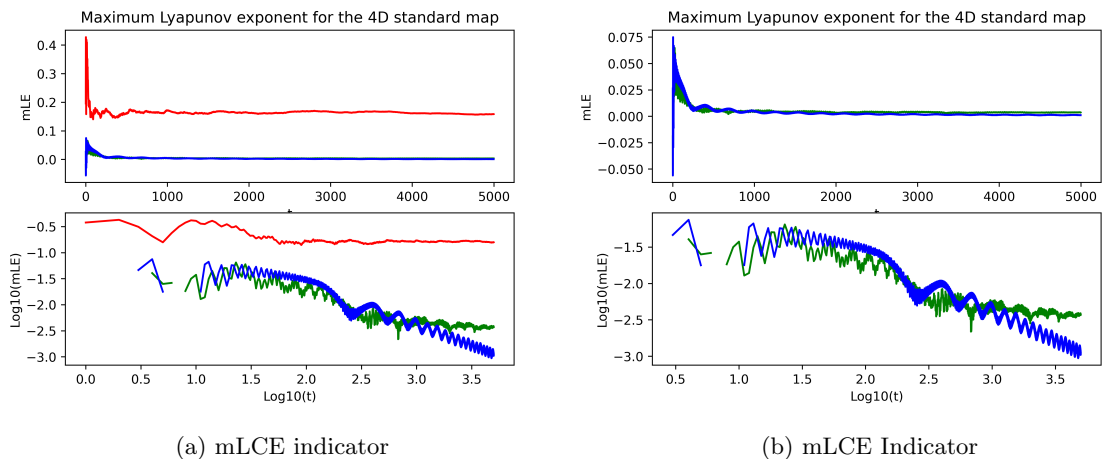 Maximum Lyapunov exponent for the 4D standard map
0.4
0.3
0.2
0.1
0.0
mLE
0 1000 2000 3000 4000 5000
−0.5
−1.0
−1.5
−2.0
−2.5
−3.0
Log10(mLE)
0.0 0.5 1.0 1.5 2.0 2.5 3.0 3.5
Log10(t)
(a) mLCE indicator
Maximum Lyapunov exponent for the 4D standard map
0.075
0.050
0.025
0.000
−0.025
−0.050
mLE
0 1000 2000 3000 4000 5000
−1.5
−2.0
−2.5
−3.0
Log10(mLE)
0.5 1.0 1.5 2.0 2.5 3.0 3.5
Log10(t)
(b) mLCE Indicator